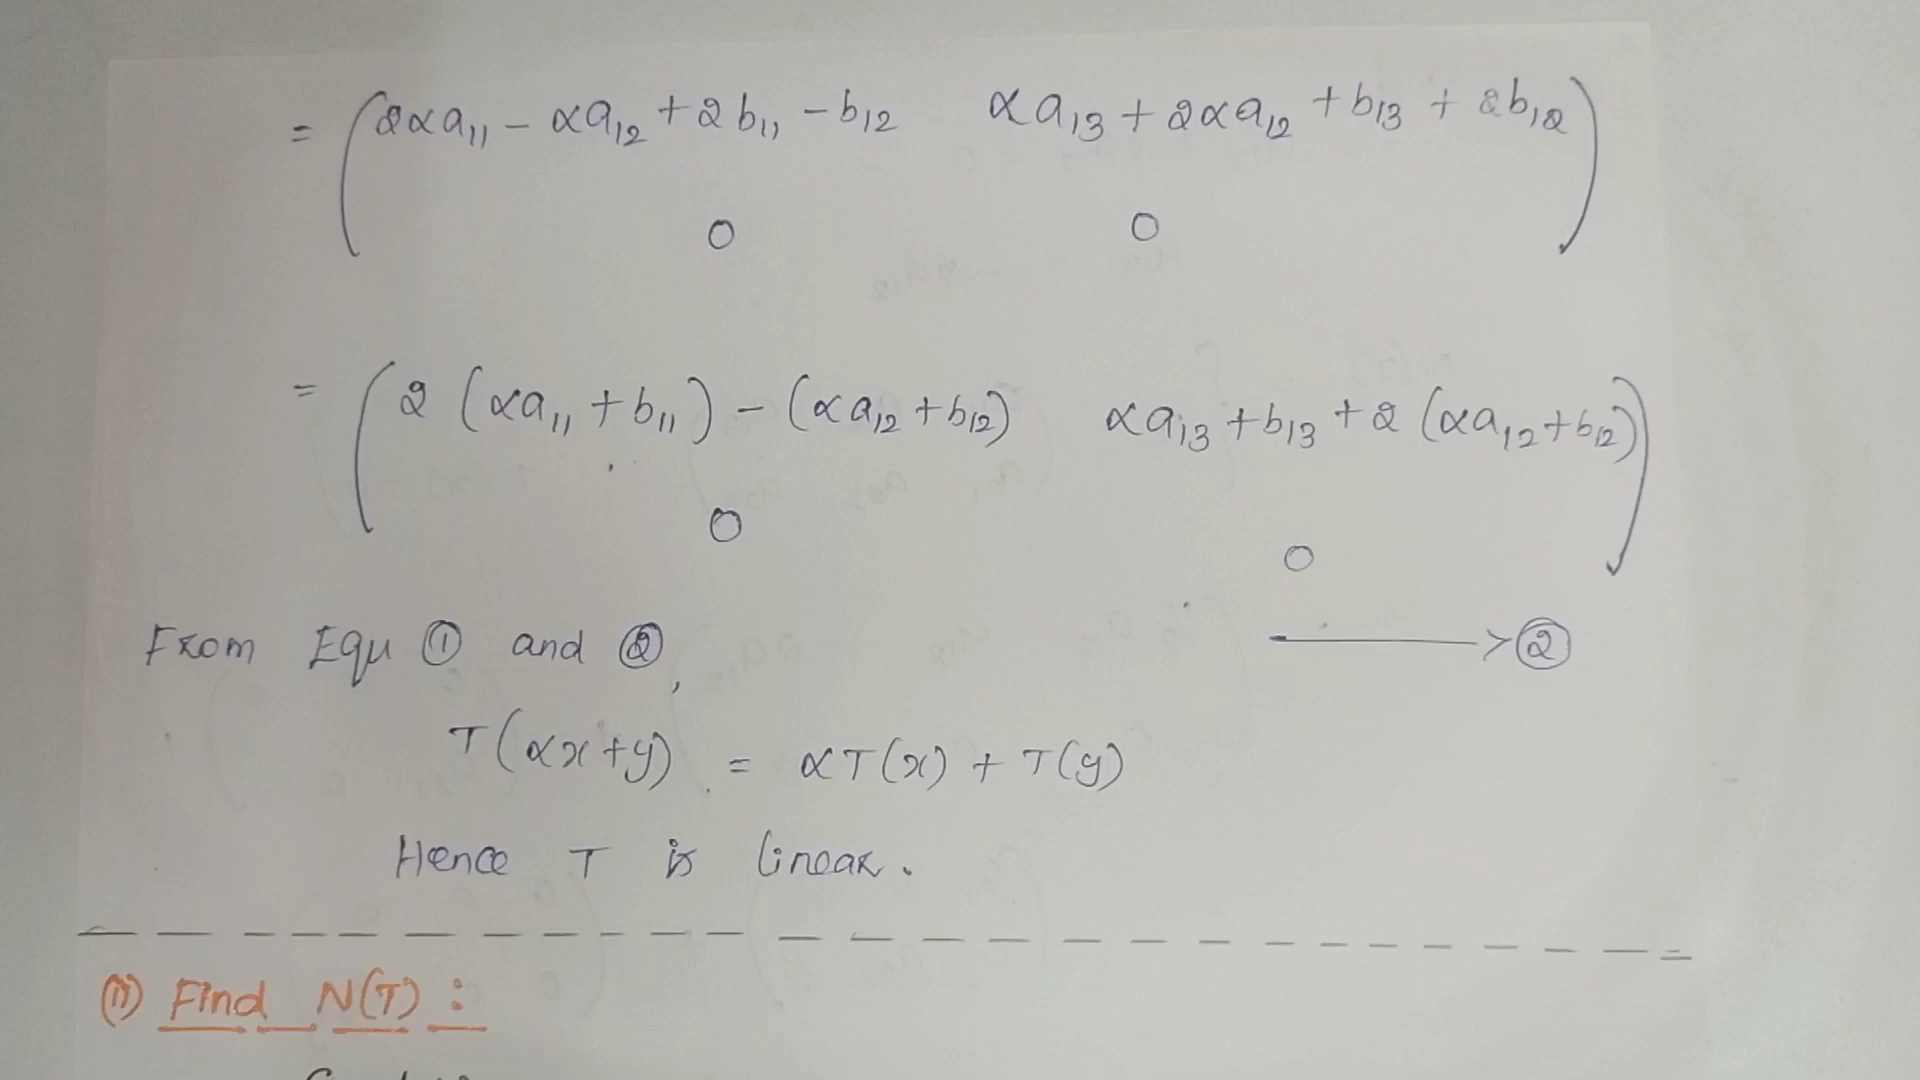 = ( 2αa₁₁ - αa₁₂ + 2b₁₁ - b₁₂   αa₁₃ + 2αa₁₂ + b₁₃ + 2b₁₂ )
0   0
= ( 2 (αa₁₁ + b₁₁) - (αa₁₂ + b₁₂)   αa₁₃ + b₁₃ + 2 (αa₁₂ + b₁₂) )
0   0
From Equ ① and ②,   ⟶ ②
T(αx+y) = αT(x) + T(y)
Hence T is linear.
(ii) Find N(T) :